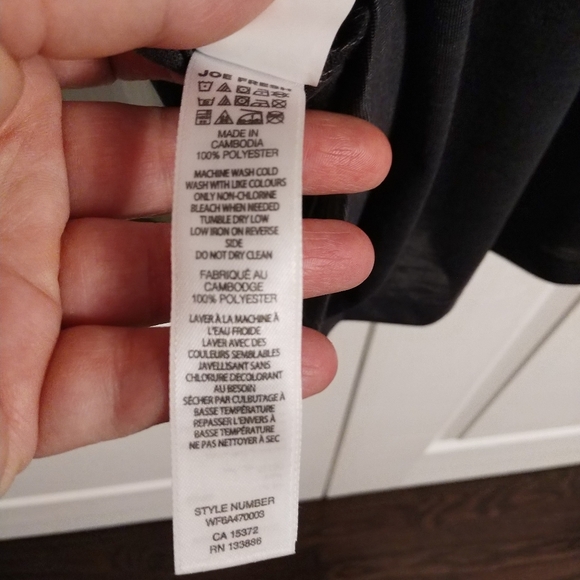 JOE FRESH
MADE IN
CAMBODIA
100% POLYESTER
MACHINE WASH COLD
WASH WITH LIKE COLOURS
ONLY NON-CHLORINE
BLEACH WHEN NEEDED
TUMBLE DRY LOW
LOW IRON ON REVERSE
SIDE
DO NOT DRY CLEAN
FABRIQUÉ AU
CAMBODGE
100% POLYESTER
LAVER À LA MACHINE À
L'EAU FROIDE
LAVER AVEC DES
COULEURS SEMBLABLES
JAVELLISANT SANS
CHLORURE DECOLORANT
AU BESOIN
SÉCHER PAR CULBUTAGE À
BASSE TEMPÉRATURE
REPASSER L'ENVERS À
BASSE TEMPÉRATURE
NE PAS NETTOYER À SEC
STYLE NUMBER
WF6A470003
CA 15372
RN 133886